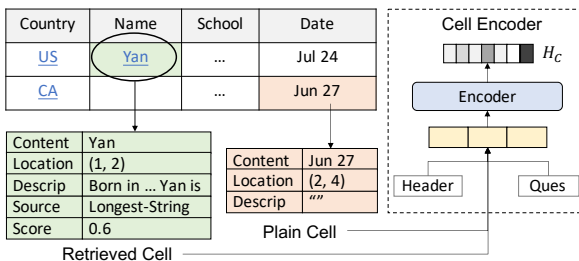 Country Name School Date
US Yan ... Jul 24
CA ... Jun 27
Content Yan
Location (1, 2)
Descrip Born in ... Yan is
Source Longest-String
Score 0.6
Retrieved Cell
Content Jun 27
Location (2, 4)
Descrip “”
Plain Cell
Cell Encoder
H_C
Encoder
Header Ques